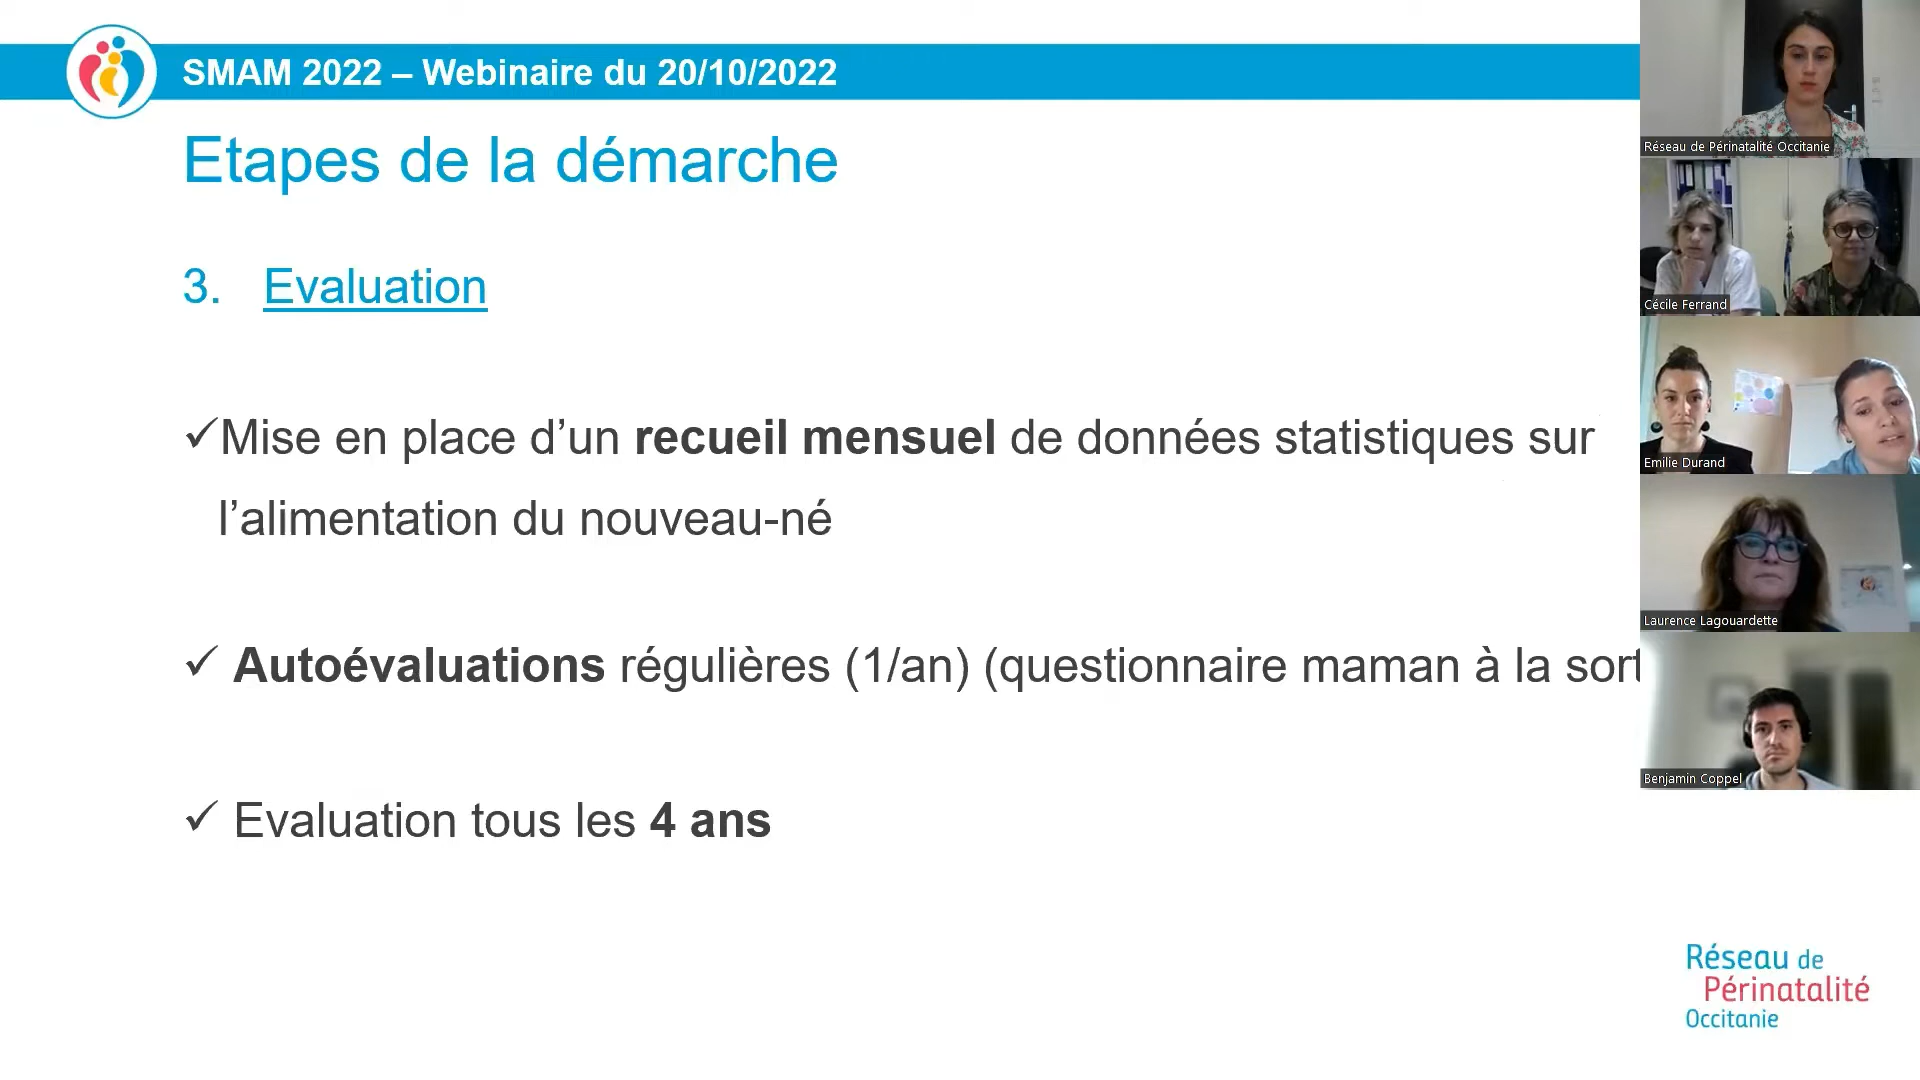 SMAM 2022 – Webinaire du 20/10/2022
Etapes de la démarche
3. Evaluation
✓Mise en place d’un recueil mensuel de données statistiques sur
l’alimentation du nouveau-né
✓ Autoévaluations régulières (1/an) (questionnaire maman à la sort
✓ Evaluation tous les 4 ans
Réseau de Périnatalité Occitanie
Cécile Ferrand
Emilie Durand
Laurence Lagouardette
Benjamin Coppel
Réseau de
Périnatalité
Occitanie